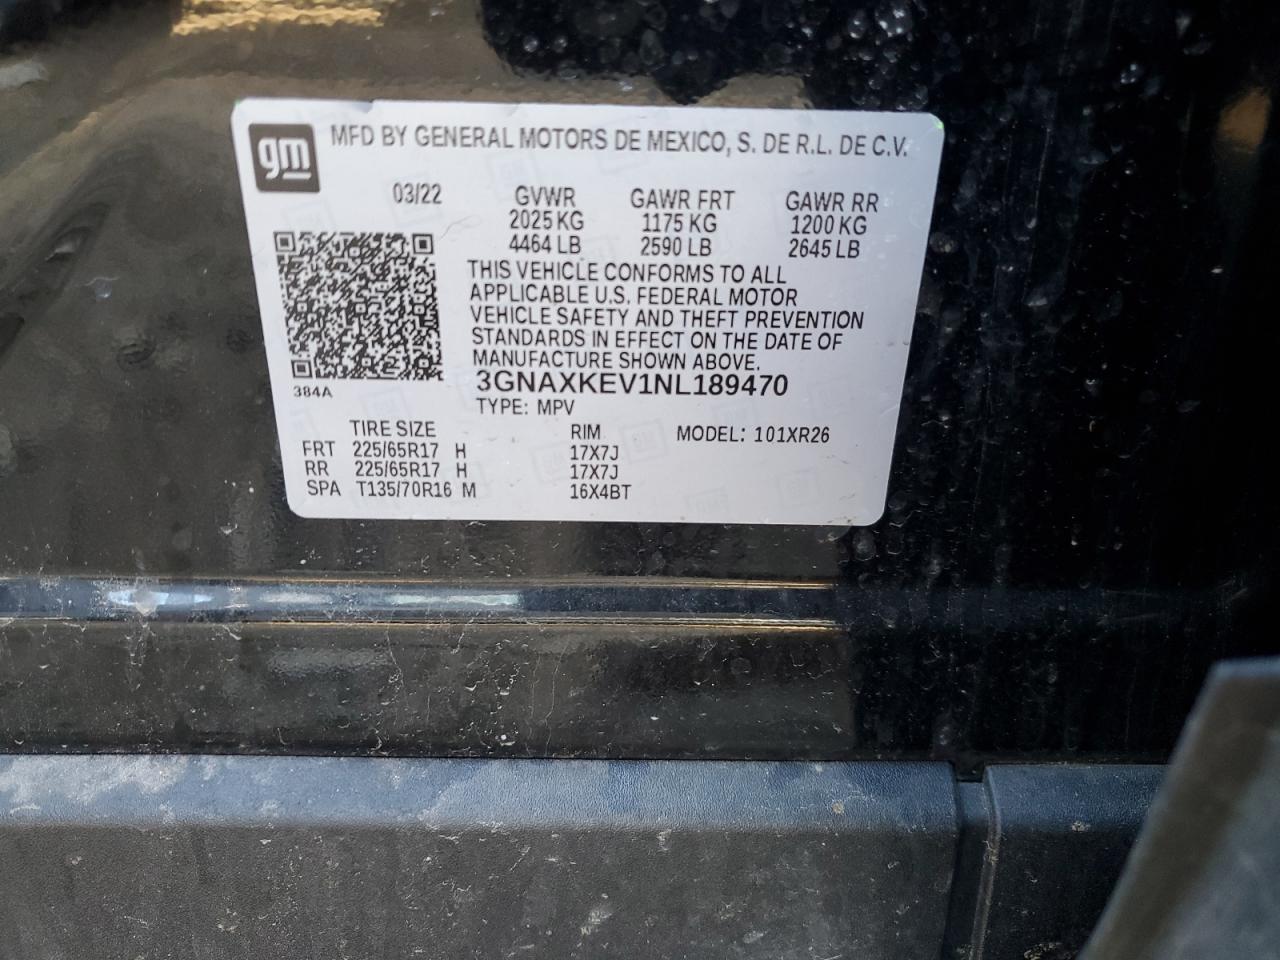 gm
MFD BY GENERAL MOTORS DE MEXICO, S. DE R.L. DE C.V.
03/22 GVWR GAWR FRT GAWR RR
2025 KG 1175 KG 1200 KG
4464 LB 2590 LB 2645 LB
THIS VEHICLE CONFORMS TO ALL
APPLICABLE U.S. FEDERAL MOTOR
VEHICLE SAFETY AND THEFT PREVENTION
STANDARDS IN EFFECT ON THE DATE OF
MANUFACTURE SHOWN ABOVE.
384A 3GNAXKEV1NL189470
TYPE: MPV
TIRE SIZE RIM MODEL: 101XR26
FRT 225/65R17 H 17X7J
RR 225/65R17 H 17X7J
SPA T135/70R16 M 16X4BT